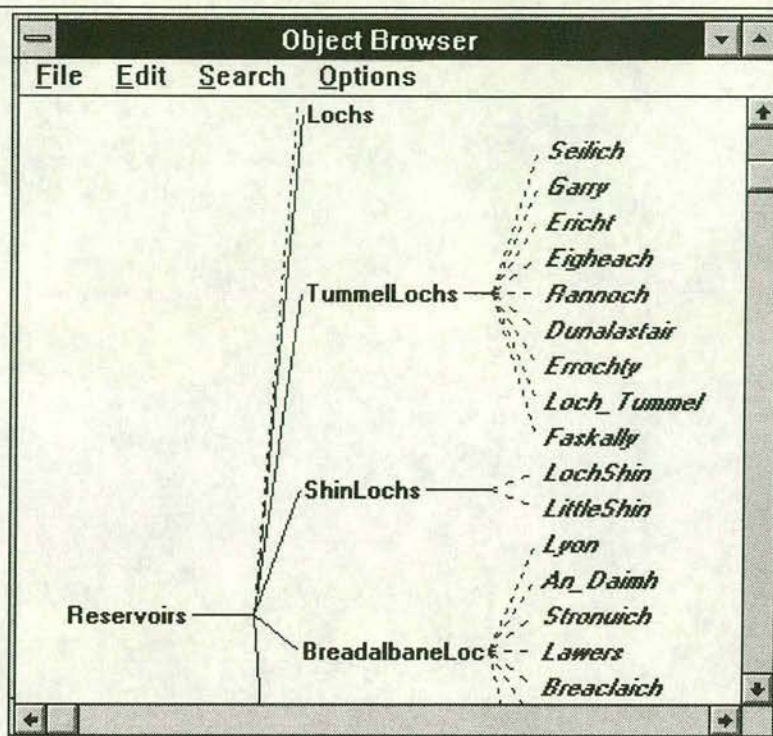 Object Browser
File Edit Search Options
Lochs
Seilich
Garry
Ericht
Eigheach
TummelLochs
Rannoch
Dunalastair
Errochty
Loch_Tummel
Faskally
LochShin
ShinLochs
LittleShin
Lyon
An_Daimh
Reservoirs
Stronuich
BreadalbaneLoc
Lawers
Breaclaich